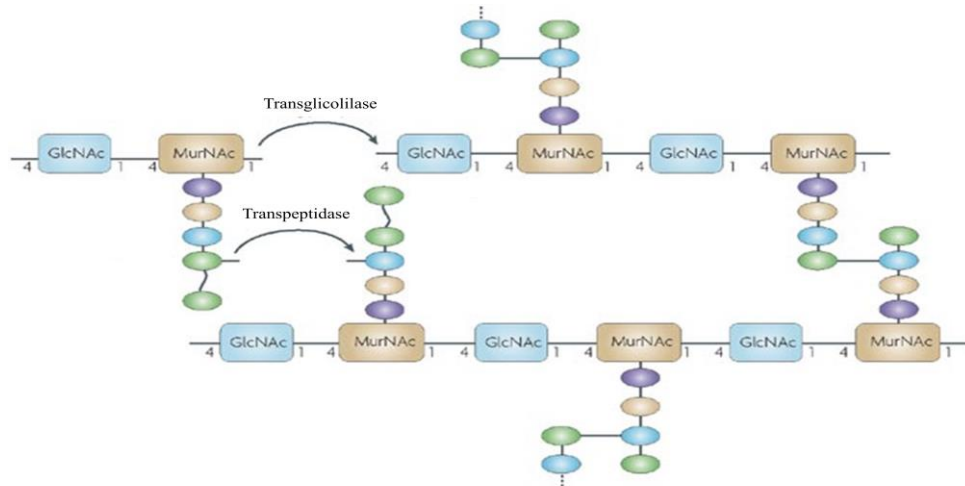 Transglicolilase
GlcNAc MurNAc GlcNAc MurNAc GlcNAc MurNAc
4 1 4 1 4 1 4 1 4 1 4 1
Transpeptidase
GlcNAc MurNAc GlcNAc MurNAc GlcNAc MurNAc
4 1 4 1 4 1 4 1 4 1 4 1